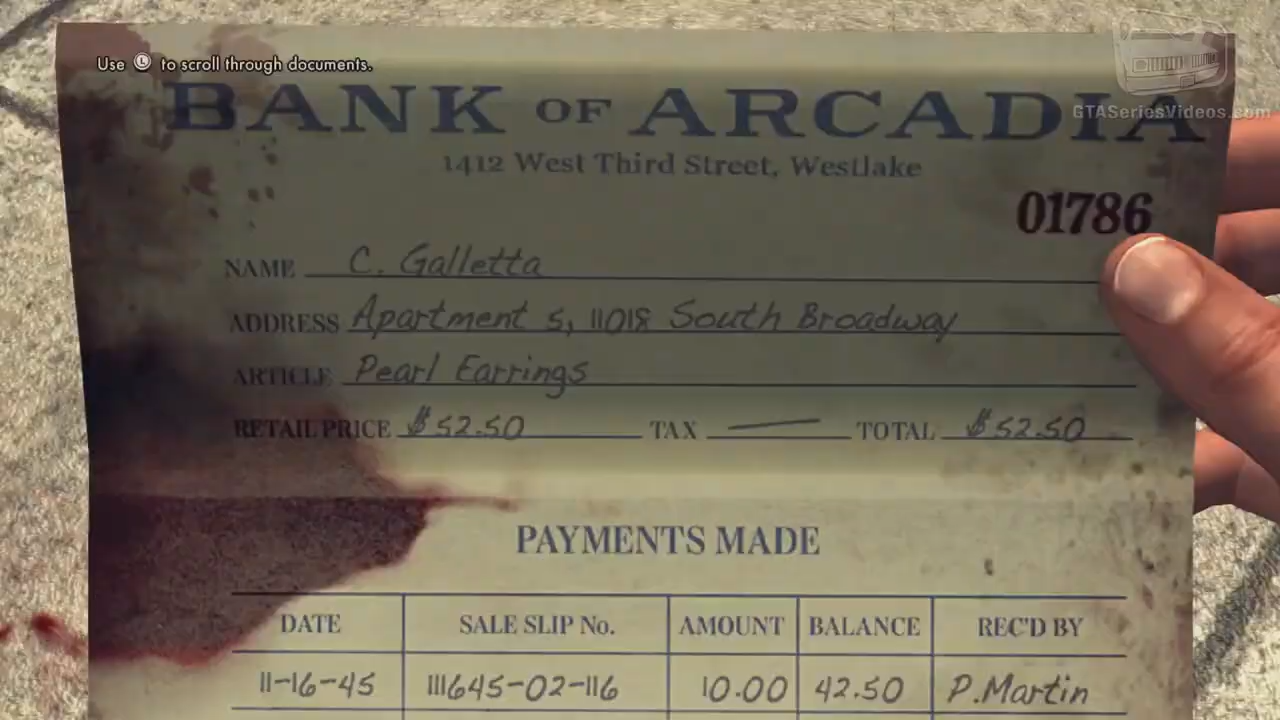 Use L to scroll through documents.
GTASeriesVideos.com
BANK OF ARCADIA
1412 West Third Street, Westlake
01786
NAME C. Galletta
ADDRESS Apartment 5, 11018 South Broadway
ARTICLE Pearl Earrings
RETAIL PRICE $52.50 TAX — TOTAL $52.50
PAYMENTS MADE
DATE SALE SLIP No. AMOUNT BALANCE REC'D BY
11-16-45 111645-02-116 10.00 42.50 P.Martin